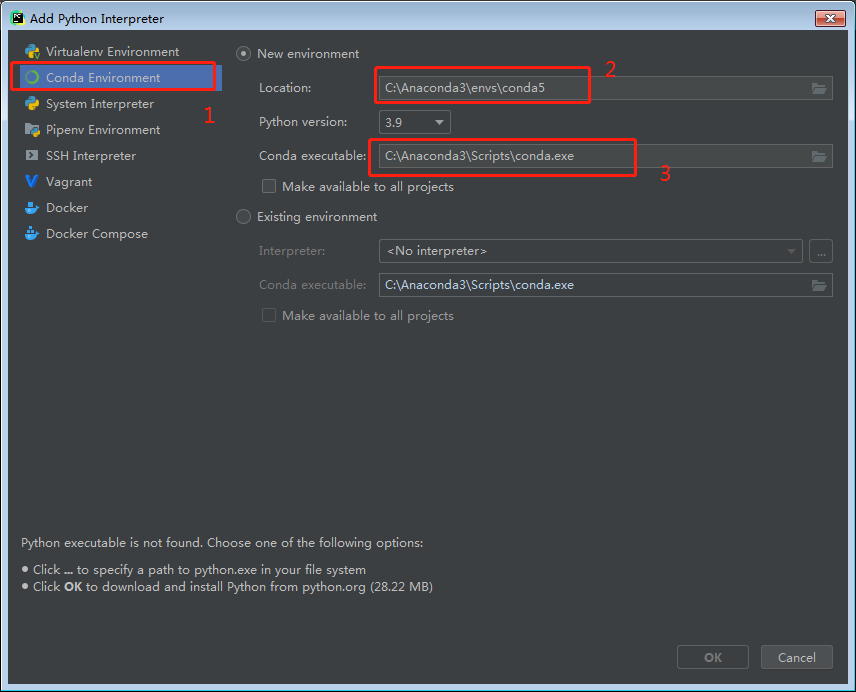 Add Python Interpreter
Virtualenv Environment
Conda Environment
1
System Interpreter
Pipenv Environment
SSH Interpreter
Vagrant
Docker
Docker Compose
New environment
2
Location: C:\Anaconda3\envs\conda5
Python version: 3.9
Conda executable: C:\Anaconda3\Scripts\conda.exe
3
Make available to all projects
Existing environment
Interpreter: <No interpreter> ...
Conda executable: C:\Anaconda3\Scripts\conda.exe
Make available to all projects
Python executable is not found. Choose one of the following options:
• Click ... to specify a path to python.exe in your file system
• Click OK to download and install Python from python.org (28.22 MB)
OK Cancel